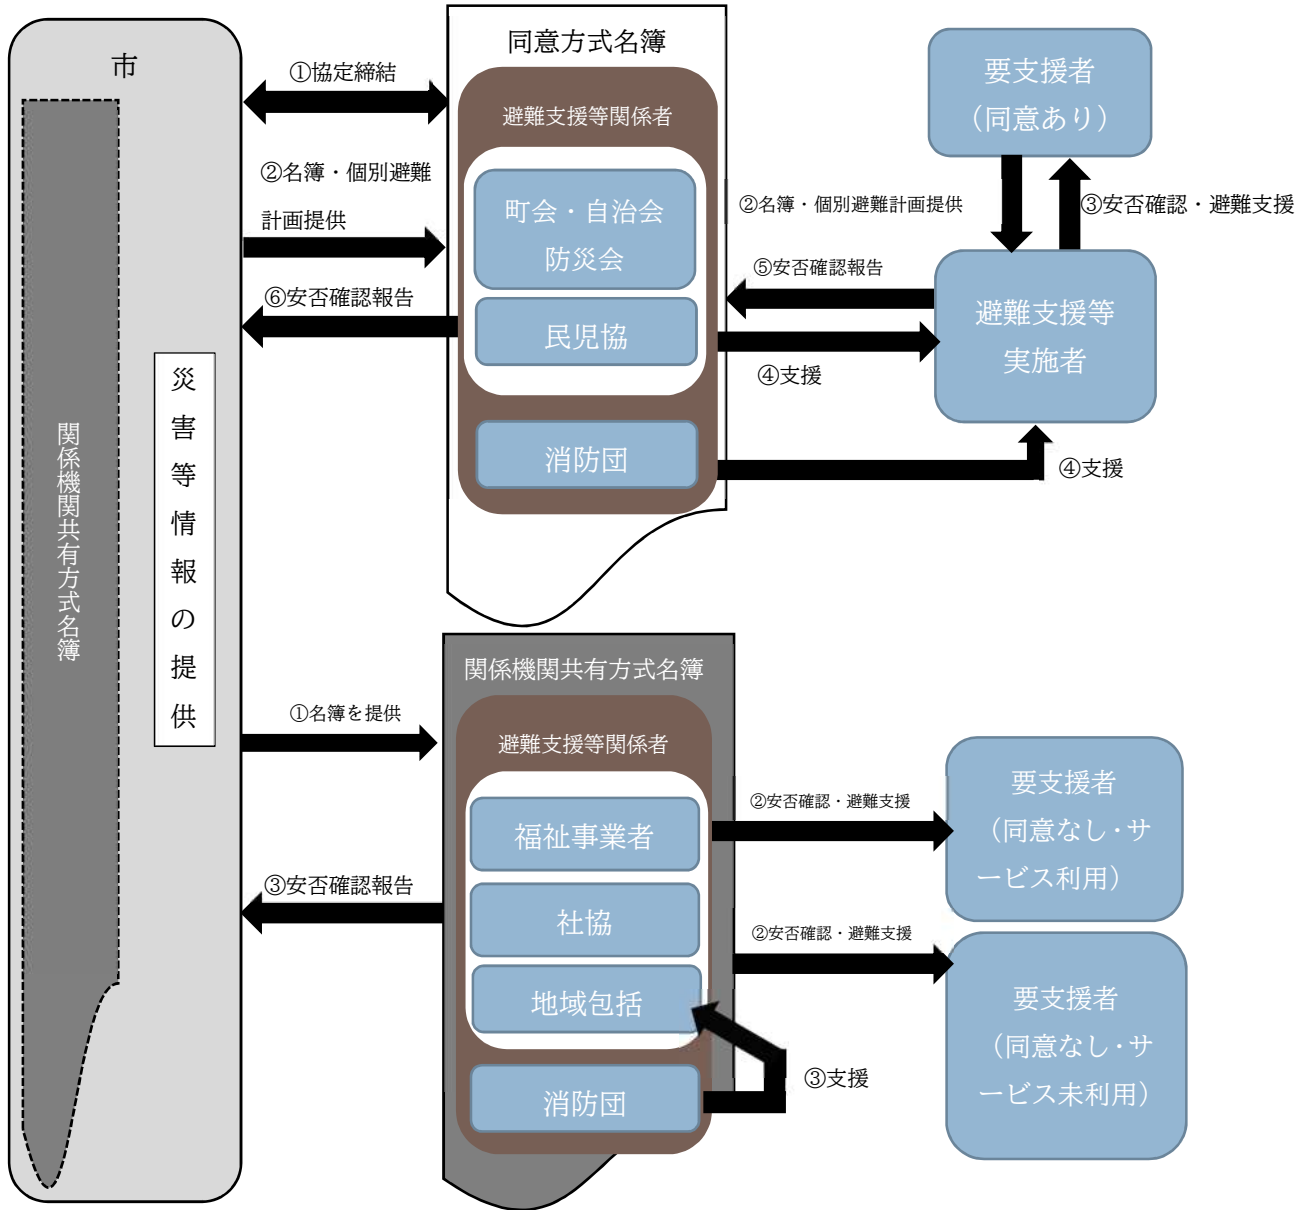 市
関係機関共有方式名簿
災害等情報の提供
①協定締結
②名簿・個別避難
計画提供
⑥安否確認報告
①名簿を提供
③安否確認報告
同意方式名簿
避難支援等関係者
町会・自治会
防災会
民児協
消防団
②名簿・個別避難計画提供
⑤安否確認報告
④支援
④支援
要支援者
（同意あり）
③安否確認・避難支援
避難支援等
実施者
関係機関共有方式名簿
避難支援等関係者
福祉事業者
社協
地域包括
消防団
②安否確認・避難支援
②安否確認・避難支援
③支援
要支援者
（同意なし・サ
ービス利用）
要支援者
（同意なし・サ
ービス未利用）